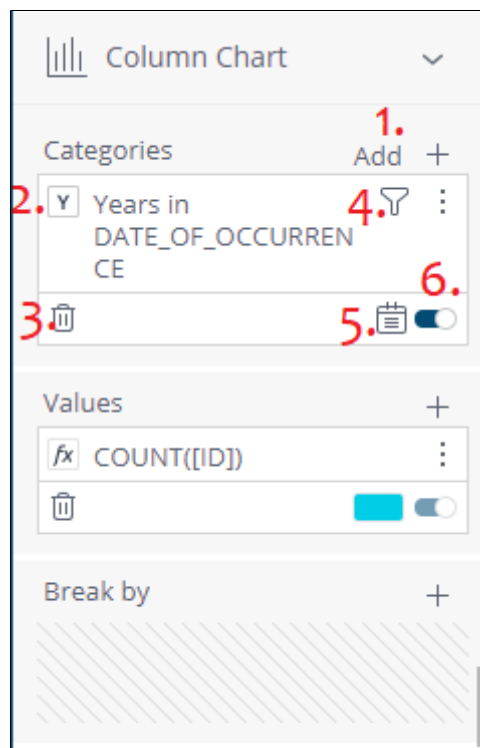 Column Chart
1.
Categories Add +
2. Y Years in 4.
DATE_OF_OCCURREN
CE
6.
3. 5.
Values +
fx COUNT([ID])
Break by +